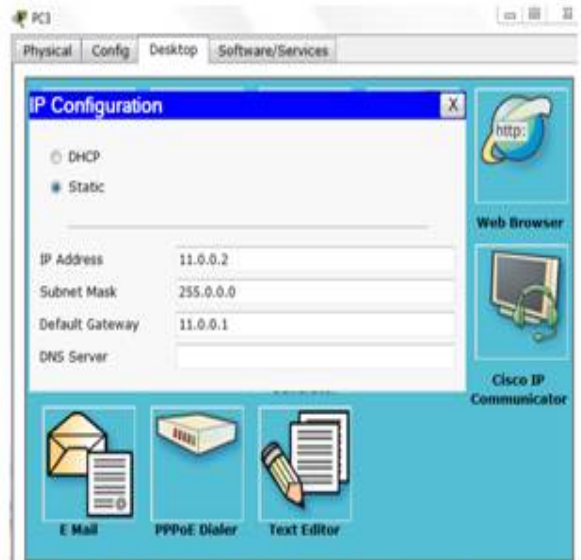 PC3
Physical Config Desktop Software/Services
IP Configuration X
http:
DHCP
Static
Web Browser
IP Address 11.0.0.2
Subnet Mask 255.0.0.0
Default Gateway 11.0.0.1
DNS Server
Cisco IP Communicator
E Mail
PPPoE Dialer
Text Editor